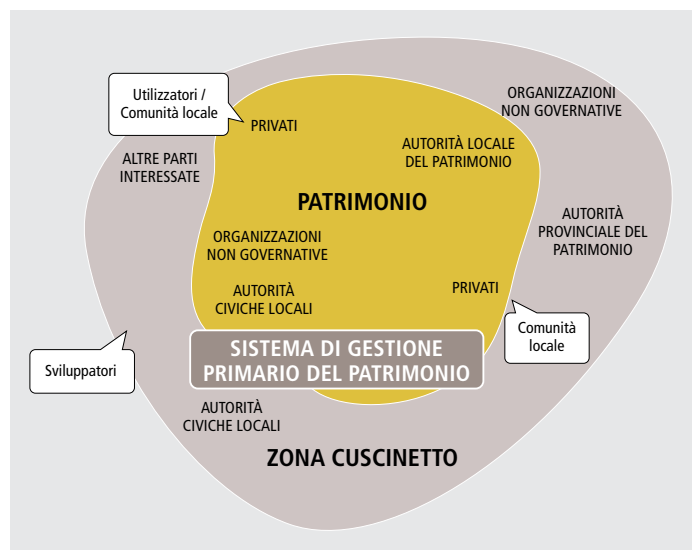 Utilizzatori /
Comunità locale
ORGANIZZAZIONI
NON GOVERNATIVE
PRIVATI
AUTORITÀ LOCALE
DEL PATRIMONIO
ALTRE PARTI
INTERESSATE
PATRIMONIO
AUTORITÀ
PROVINCIALE DEL
PATRIMONIO
ORGANIZZAZIONI
NON GOVERNATIVE
AUTORITÀ
CIVICHE LOCALI
PRIVATI
Comunità
locale
SISTEMA DI GESTIONE
PRIMARIO DEL PATRIMONIO
Sviluppatori
AUTORITÀ
CIVICHE LOCALI
ZONA CUSCINETTO